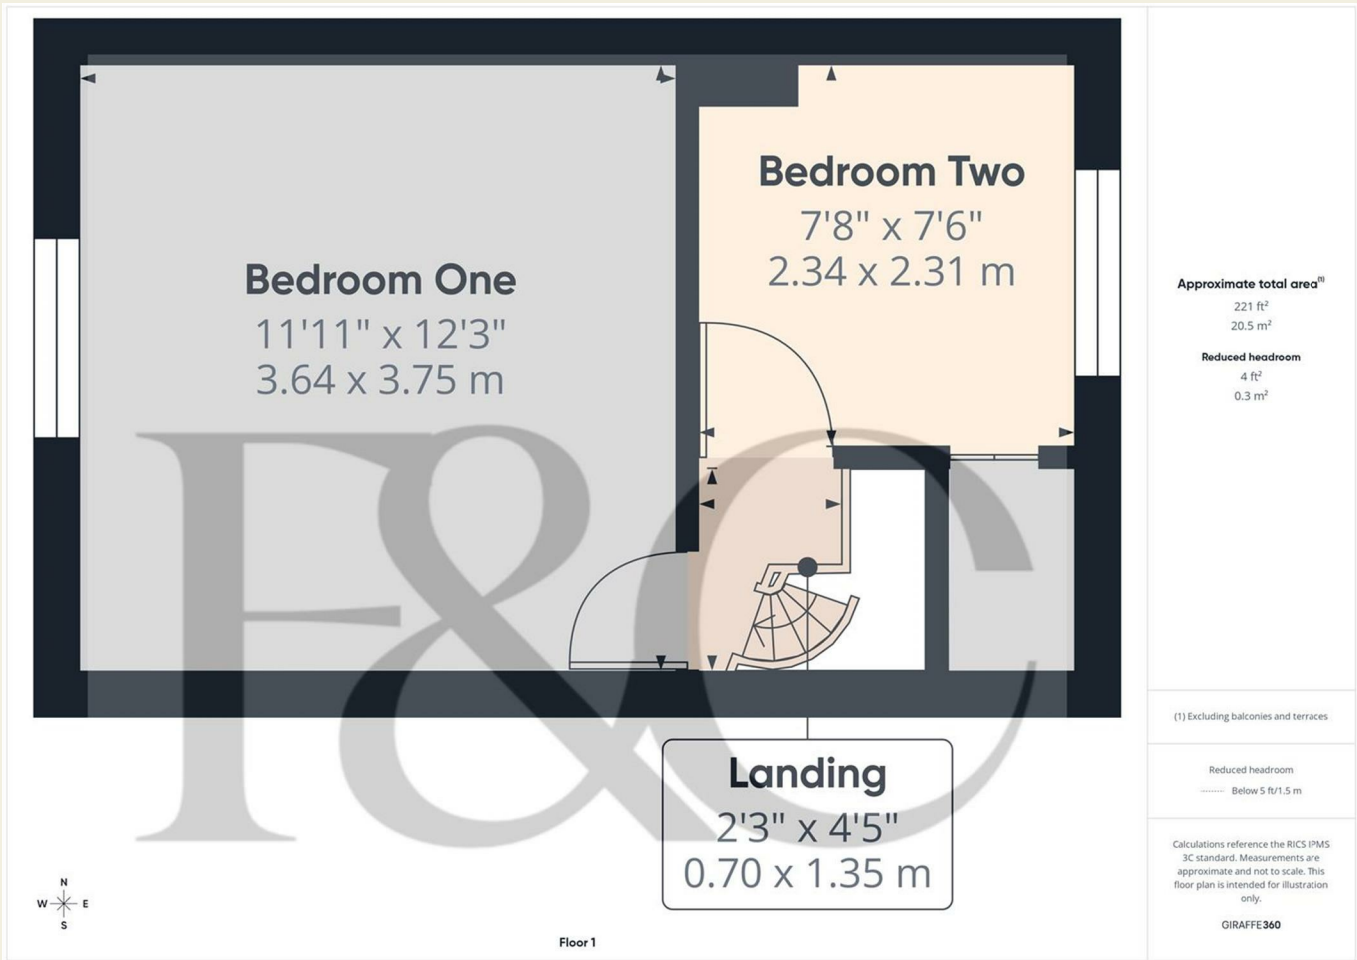 Bedroom One
11'11" x 12'3"
3.64 x 3.75 m
Bedroom Two
7'8" x 7'6"
2.34 x 2.31 m
Landing
2'3" x 4'5"
0.70 x 1.35 m
F&C
N
W E
S
Floor 1
Approximate total area(1)
221 ft²
20.5 m²
Reduced headroom
4 ft²
0.3 m²
(1) Excluding balconies and terraces
Reduced headroom
Below 5 ft/1.5 m
Calculations reference the RICS IPMS
3C standard. Measurements are
approximate and not to scale. This
floor plan is intended for illustration
only.
GIRAFFE360